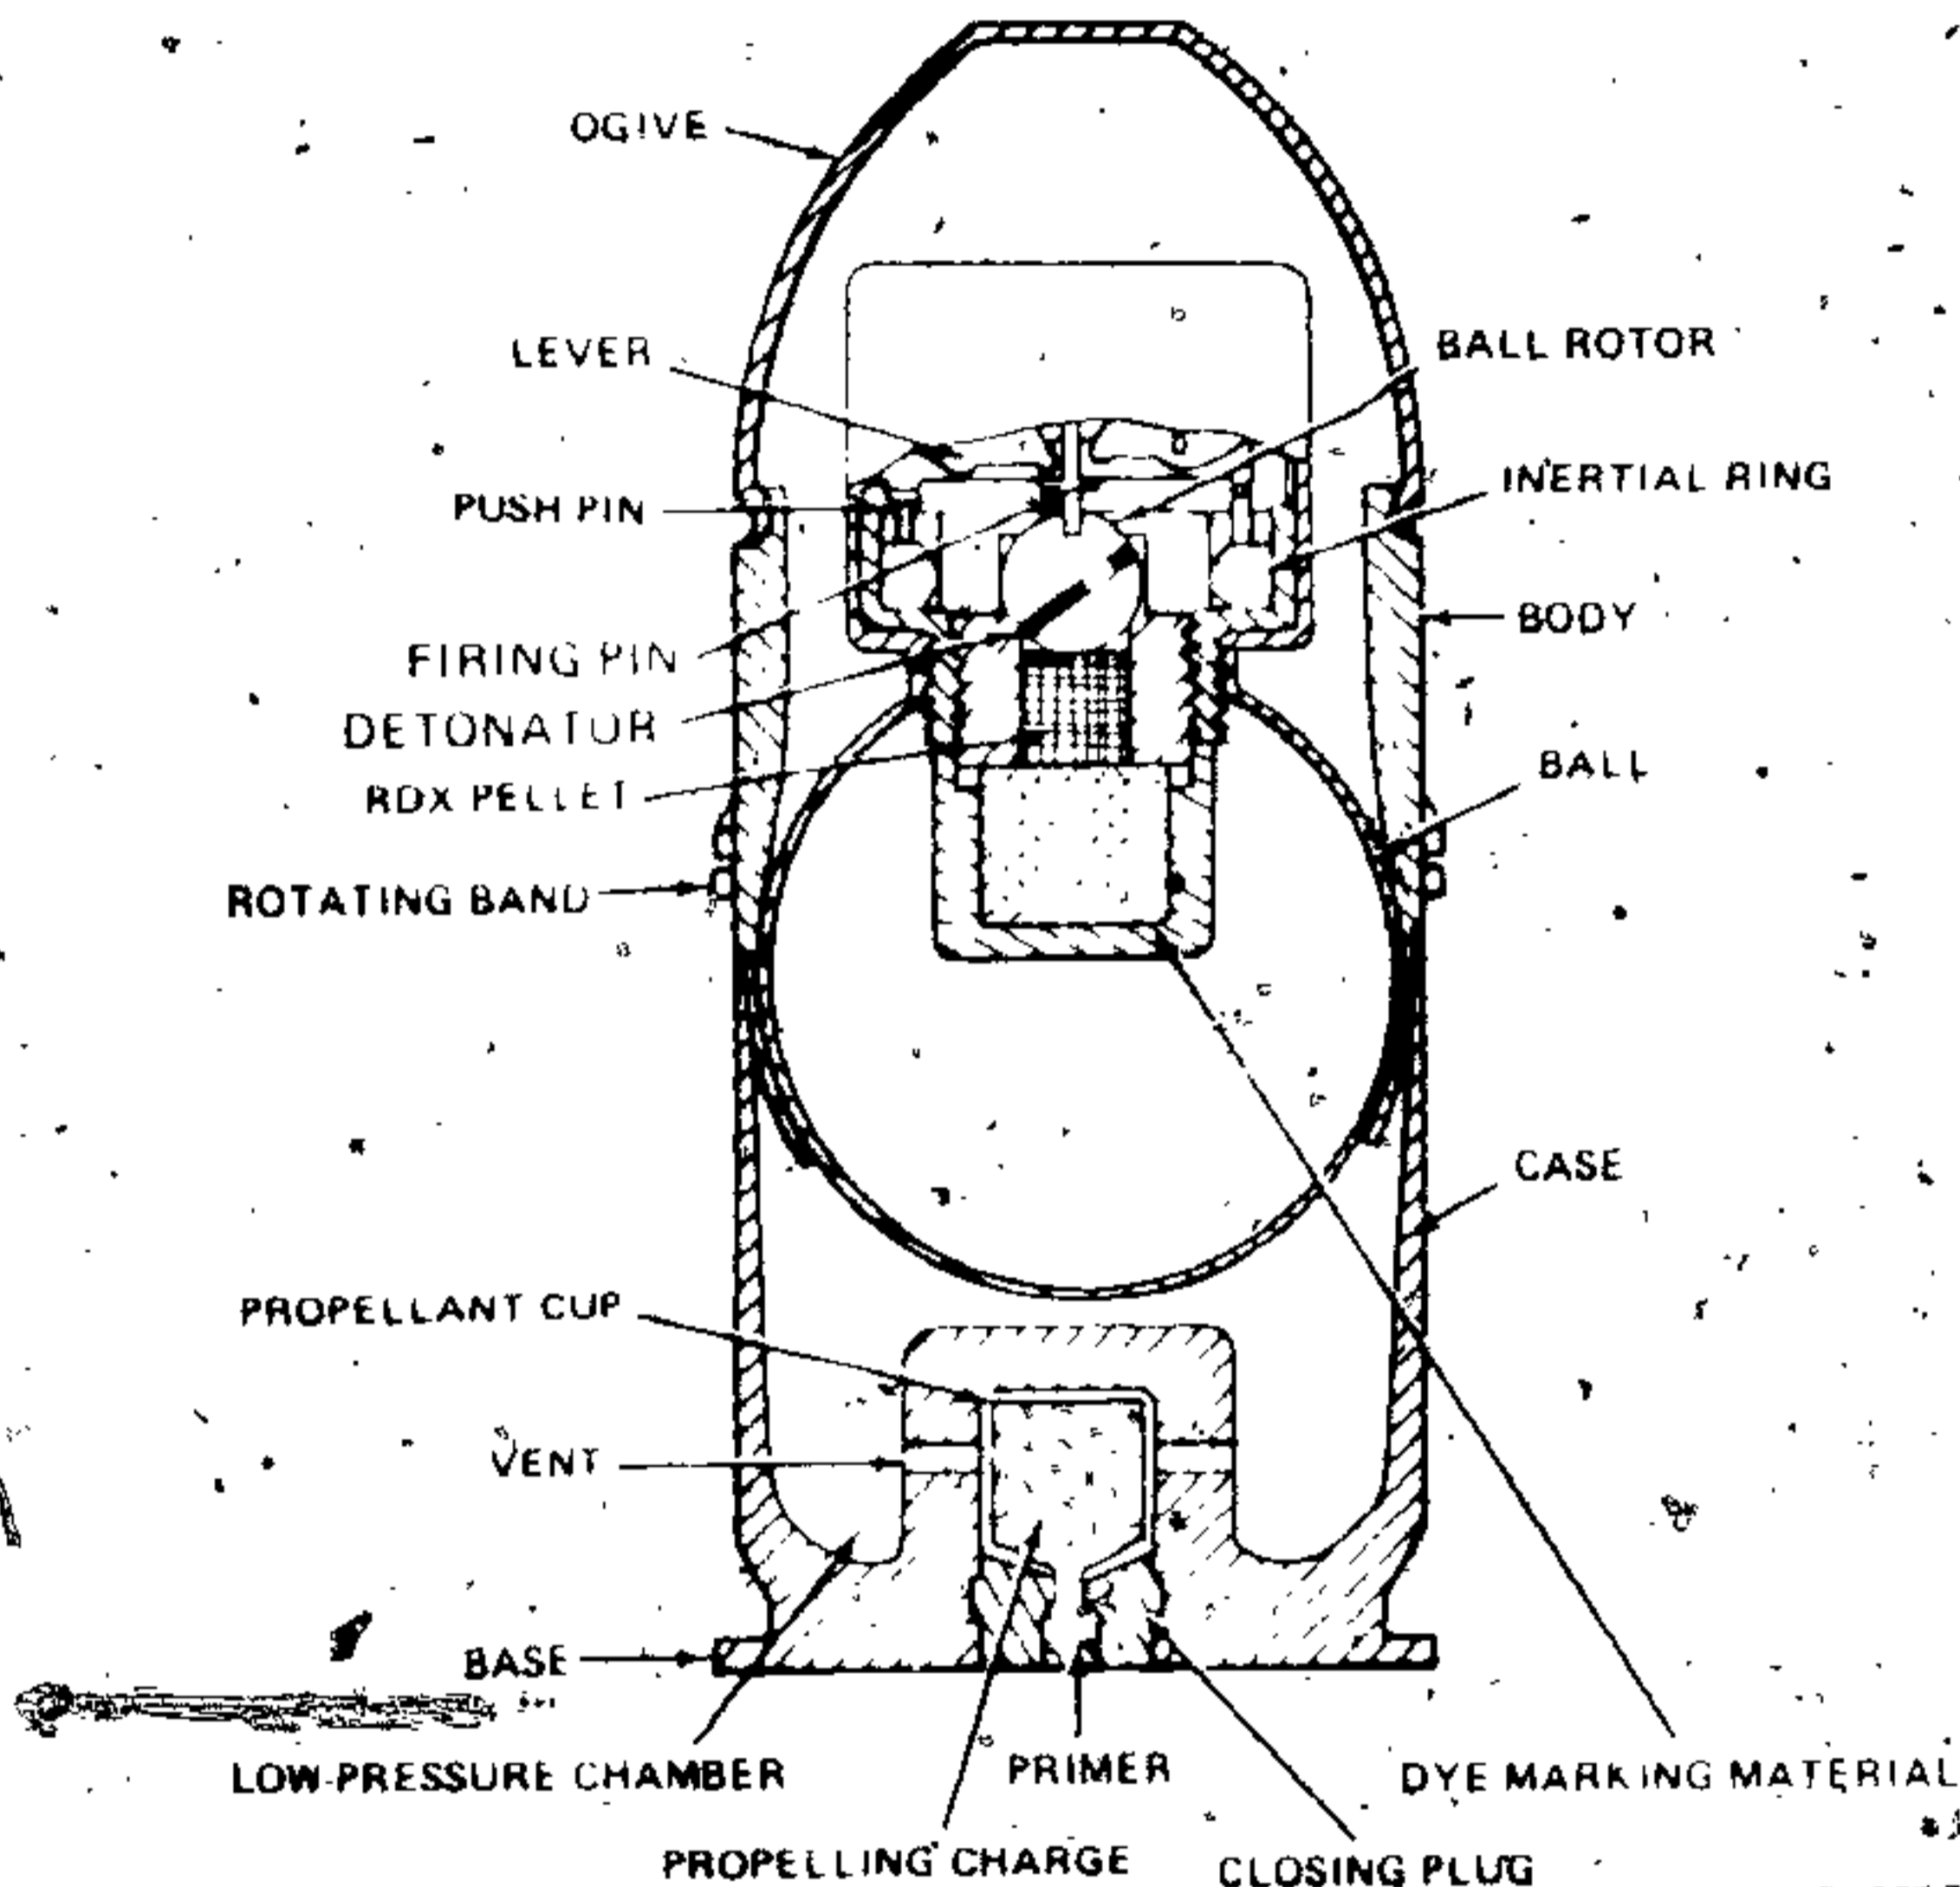 OGIVE
LEVER
BALL ROTOR
INERTIAL RING
PUSH PIN
BODY
FIRING PIN
DETONATOR
BALL
RDX PELLET
ROTATING BAND
CASE
PROPELLANT CUP
VENT
BASE
LOW-PRESSURE CHAMBER
PRIMER
DYE MARKING MATERIAL
PROPELLING CHARGE
CLOSING PLUG